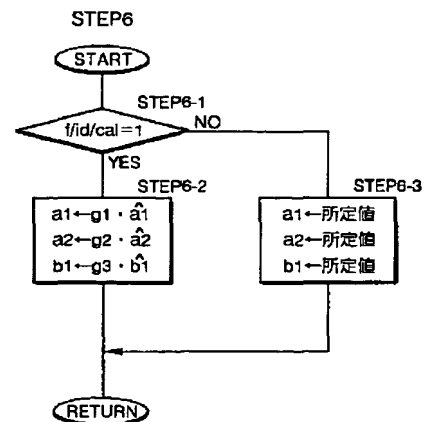 STEP6
START
STEP6-1
f/id/cal=1
NO
YES
STEP6-2
a1←g1・â1
a2←g2・â2
b1←g3・b̂1
STEP6-3
a1←所定値
a2←所定値
b1←所定値
RETURN